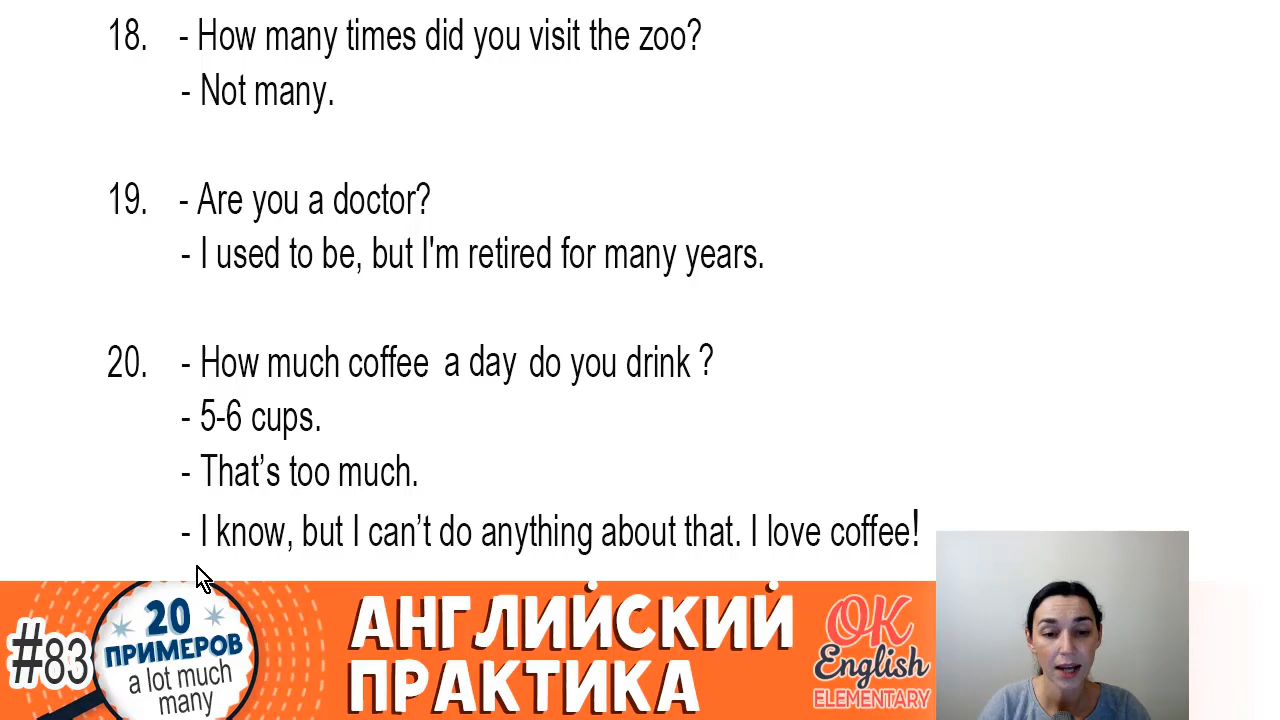 18. - How many times did you visit the zoo?
- Not many.
19. - Are you a doctor?
- I used to be, but I'm retired for many years.
20. - How much coffee a day do you drink ?
- 5-6 cups.
- That’s too much.
- I know, but I can’t do anything about that. I love coffee!
#83
20
ПРИМЕРОВ
a lot much
many
АНГЛИЙСКИЙ
ПРАКТИКА
OK
English
ELEMENTARY